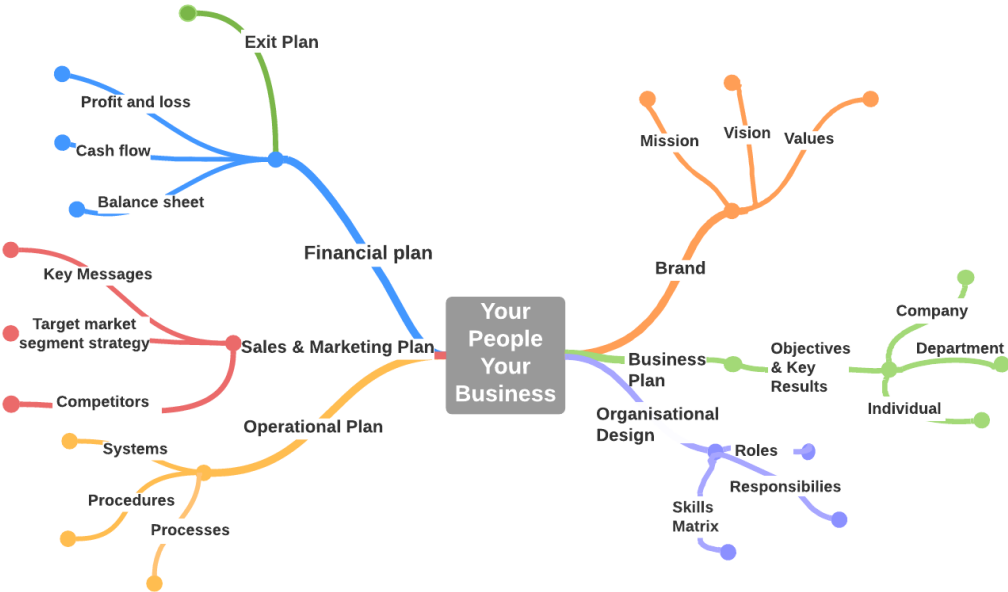 Exit Plan
Profit and loss
Cash flow
Balance sheet
Financial plan
Key Messages
Target market
segment strategy
Competitors
Sales & Marketing Plan
Operational Plan
Systems
Procedures
Processes
Your
People
Your
Business
Mission
Vision
Values
Brand
Business
Plan
Objectives
& Key
Results
Company
Department
Individual
Organisational
Design
Roles
Responsibilies
Skills
Matrix